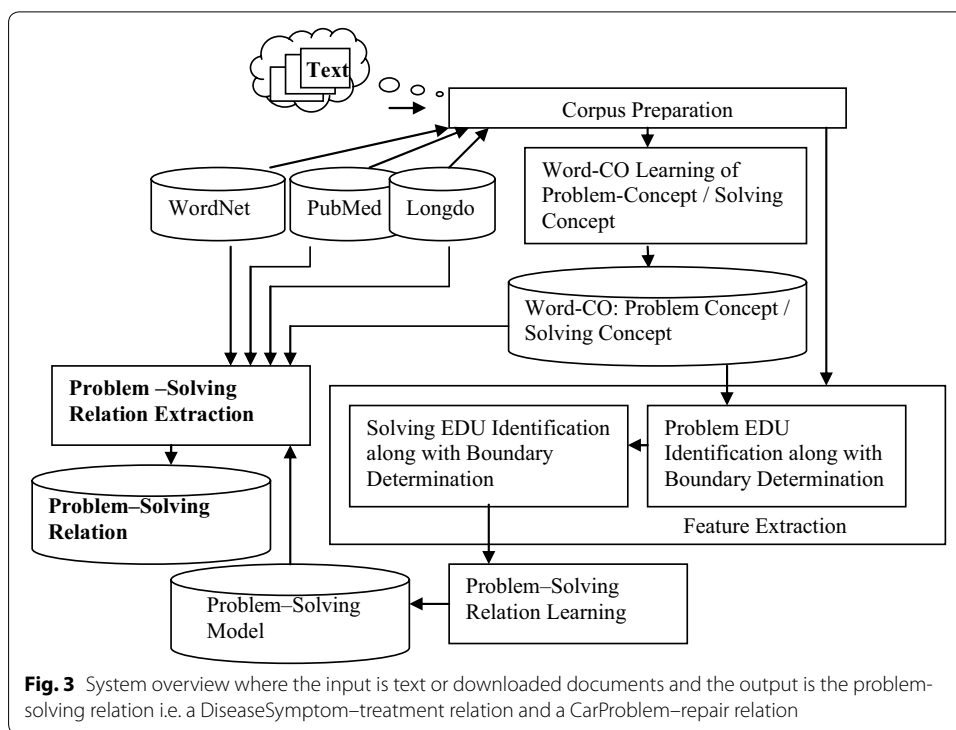 Text
Corpus Preparation
Word-CO Learning of
Problem-Concept / Solving
Concept
WordNet
PubMed
Longdo
Word-CO: Problem Concept /
Solving Concept
Problem –Solving
Relation Extraction
Solving EDU Identification
along with Boundary
Determination
Problem EDU
Identification along with
Boundary Determination
Feature Extraction
Problem–Solving
Relation
Problem–Solving
Model
Problem–Solving
Relation Learning
Fig. 3 System overview where the input is text or downloaded documents and the output is the problem-
solving relation i.e. a DiseaseSymptom–treatment relation and a CarProblem–repair relation